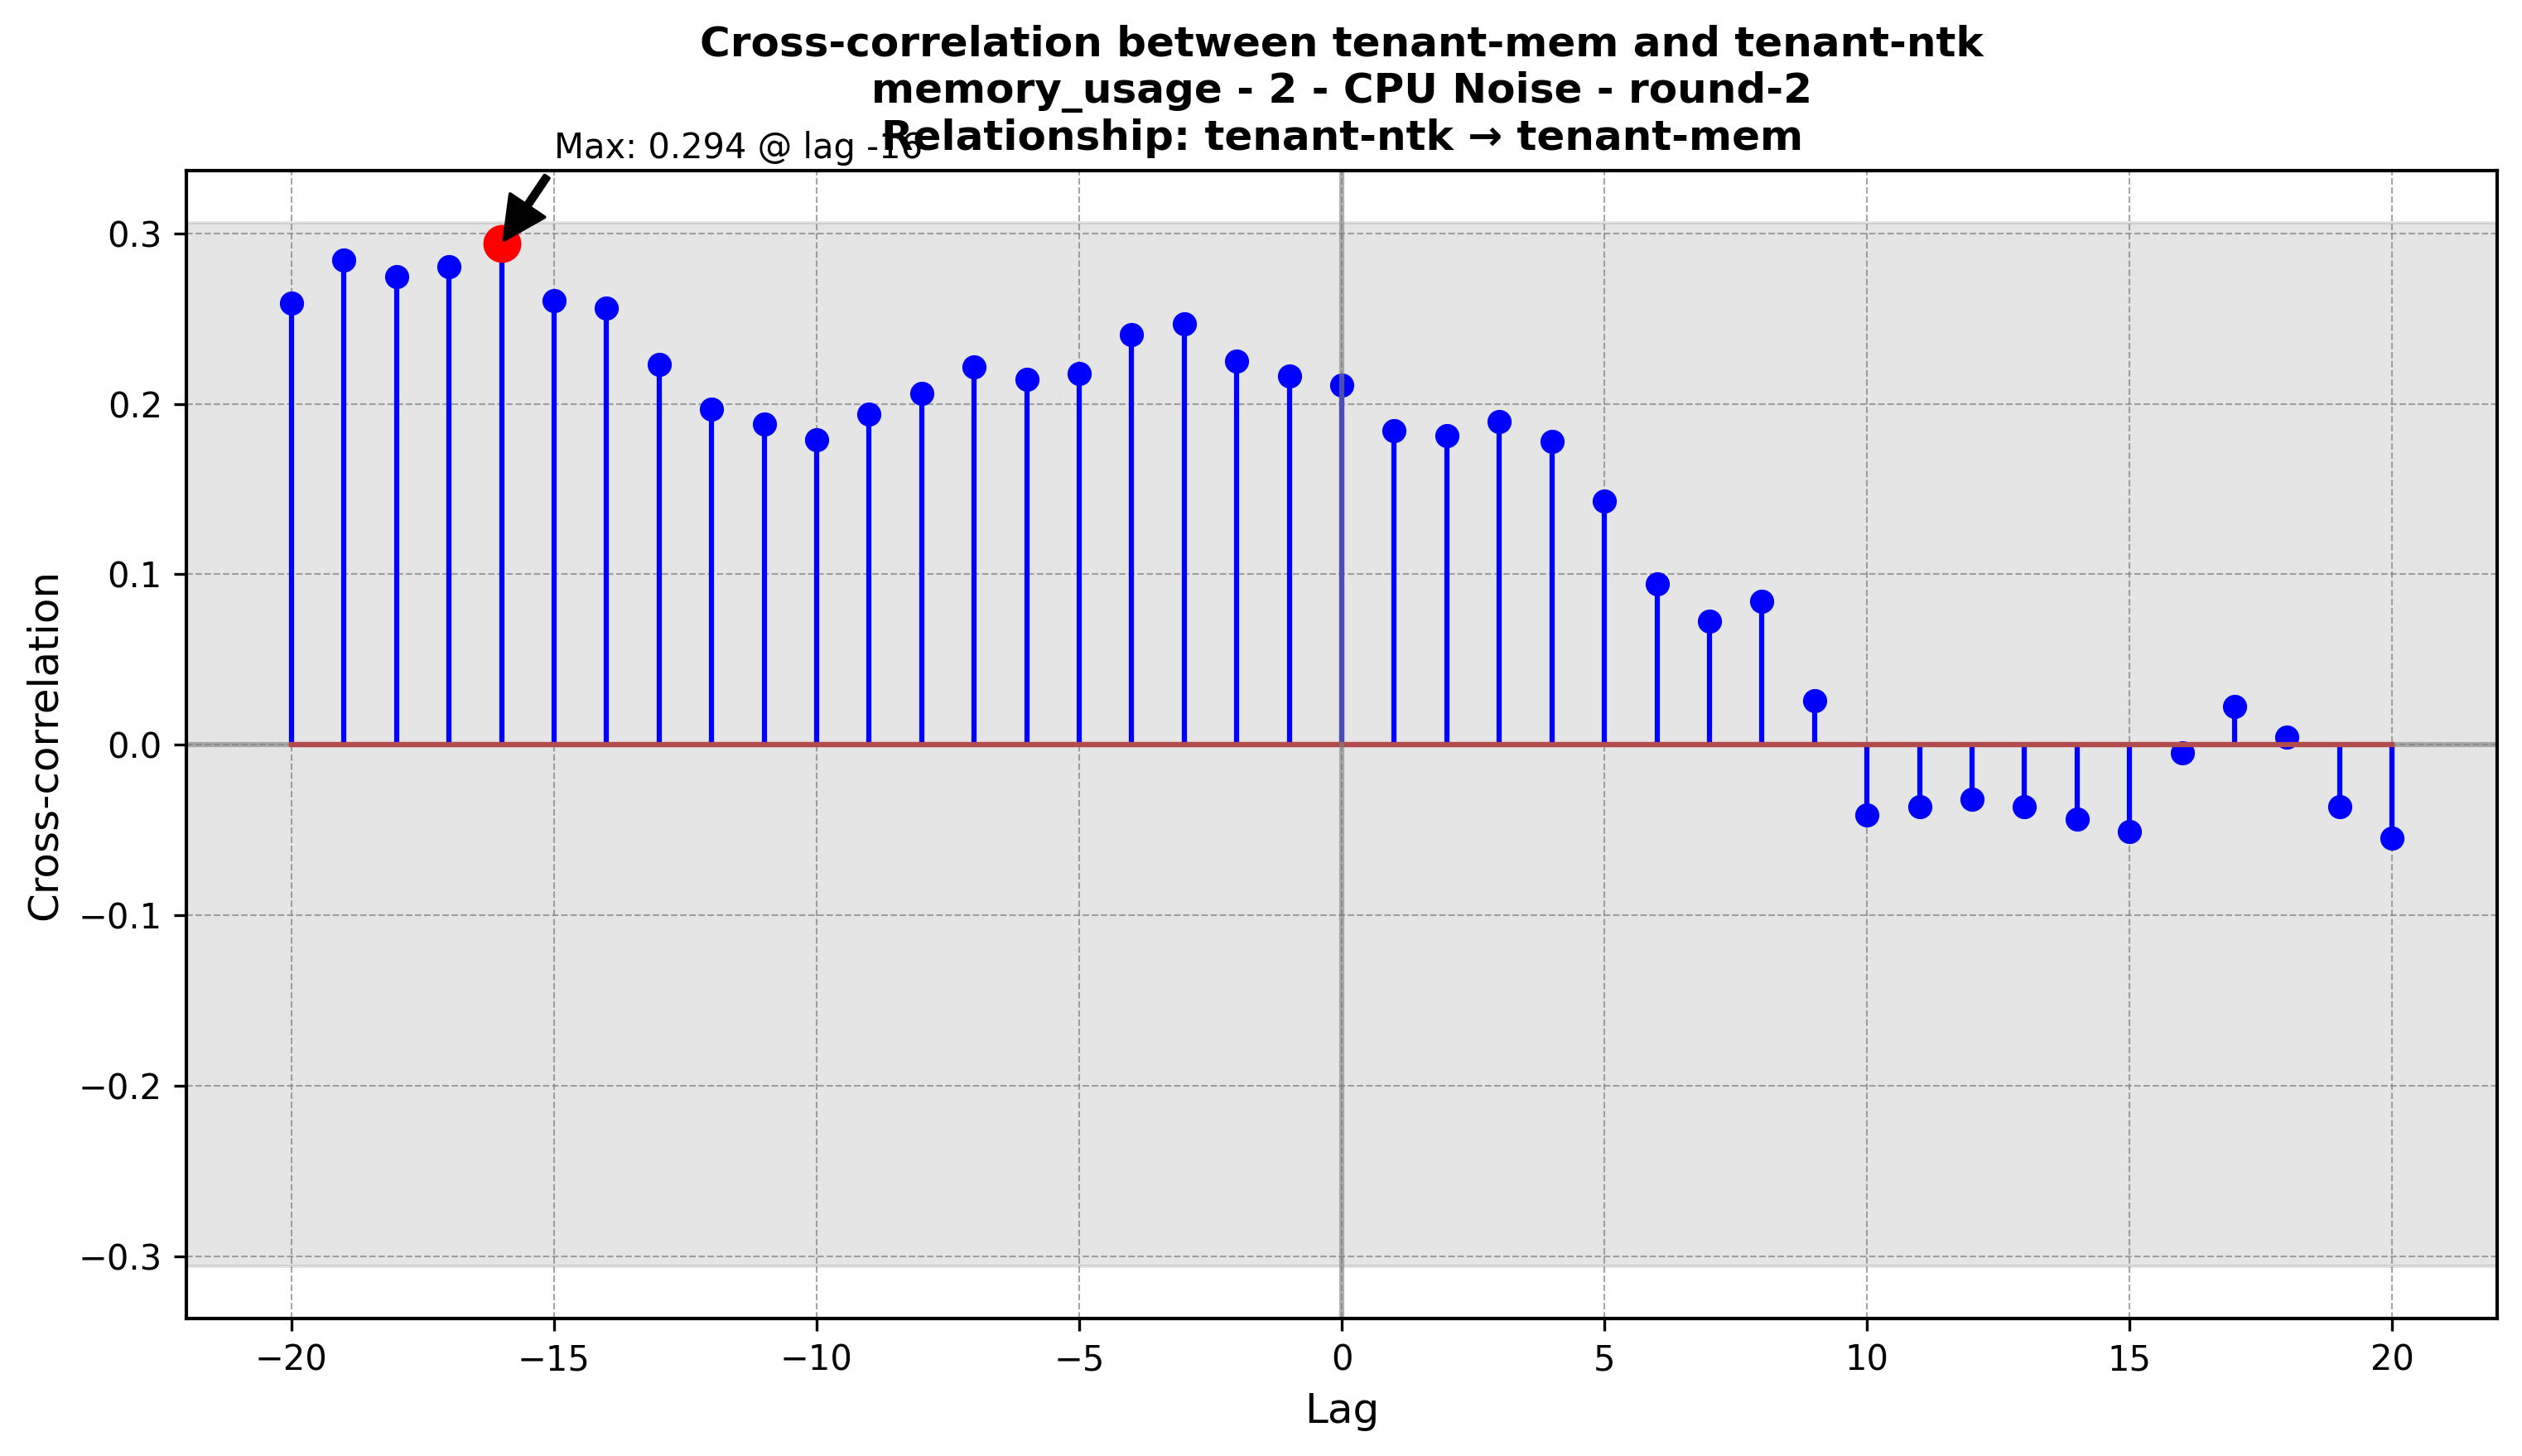 Cross-correlation between tenant-mem and tenant-ntk
memory_usage - 2 - CPU Noise - round-2
Relationship: tenant-ntk → tenant-mem
Max: 0.294 @ lag -16
Cross-correlation
0.3
0.2
0.1
0.0
−0.1
−0.2
−0.3
−20 −15 −10 −5 0 5 10 15 20
Lag